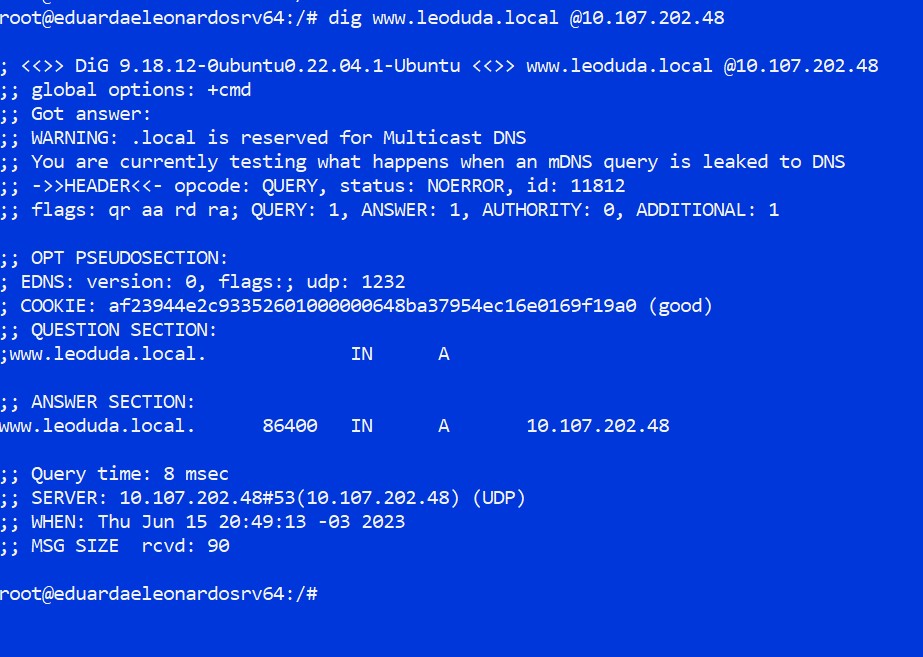 root@eduardaeleonardosrv64:/# dig www.leoduda.local @10.107.202.48
; <<>> DiG 9.18.12-0ubuntu0.22.04.1-Ubuntu <<>> www.leoduda.local @10.107.202.48
;; global options: +cmd
;; Got answer:
;; WARNING: .local is reserved for Multicast DNS
;; You are currently testing what happens when an mDNS query is leaked to DNS
;; ->>HEADER<<- opcode: QUERY, status: NOERROR, id: 11812
;; flags: qr aa rd ra; QUERY: 1, ANSWER: 1, AUTHORITY: 0, ADDITIONAL: 1
;; OPT PSEUDOSECTION:
; EDNS: version: 0, flags:; udp: 1232
; COOKIE: af23944e2c93352601000000648ba37954ec16e0169f19a0 (good)
;; QUESTION SECTION:
;www.leoduda.local. IN A
;; ANSWER SECTION:
www.leoduda.local. 86400 IN A 10.107.202.48
;; Query time: 8 msec
;; SERVER: 10.107.202.48#53(10.107.202.48) (UDP)
;; WHEN: Thu Jun 15 20:49:13 -03 2023
;; MSG SIZE rcvd: 90
root@eduardaeleonardosrv64:/#